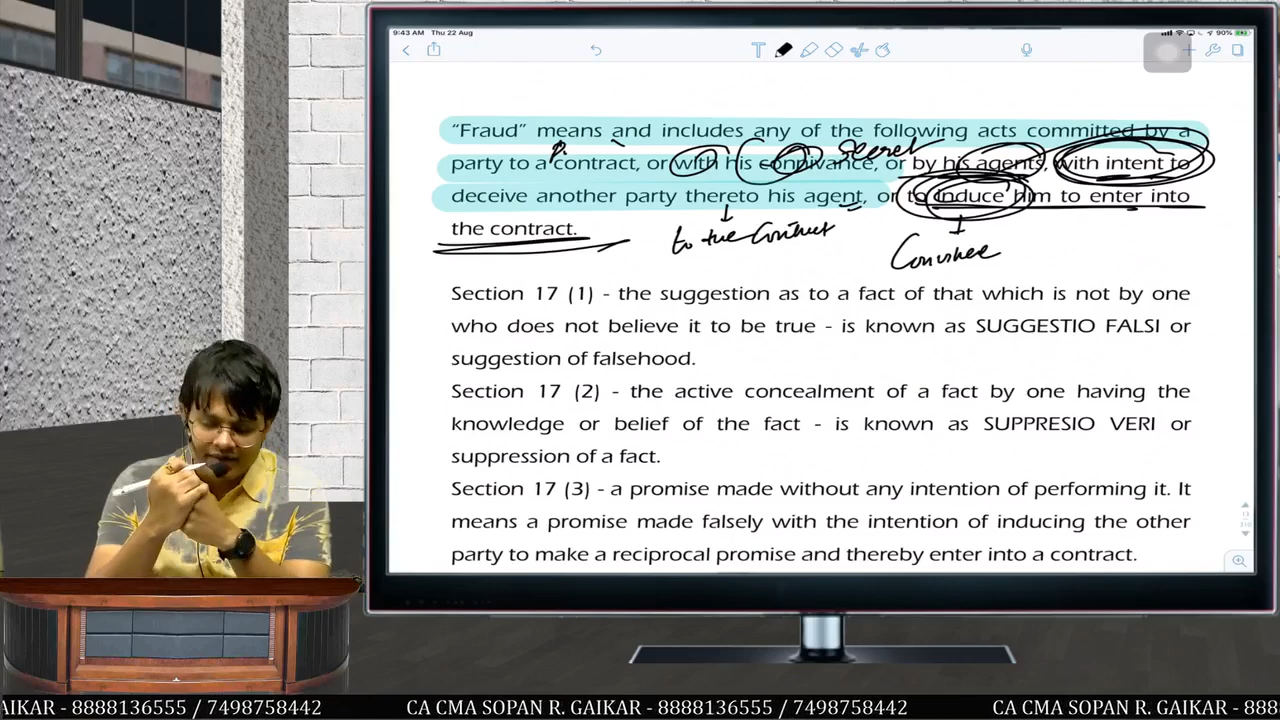 9:43 AM Thu 22 Aug
90%
T
“Fraud” means and includes any of the following acts committed by a
party to a contract, or with his connivance, or by his agents, with intent to
secret
deceive another party thereto his agent, or to induce him to enter into
the contract.
to the Contract
Convince
Section 17 (1) - the suggestion as to a fact of that which is not by one
who does not believe it to be true - is known as SUGGESTIO FALSI or
suggestion of falsehood.
Section 17 (2) - the active concealment of a fact by one having the
knowledge or belief of the fact - is known as SUPPRESIO VERI or
suppression of a fact.
Section 17 (3) - a promise made without any intention of performing it. It
means a promise made falsely with the intention of inducing the other
party to make a reciprocal promise and thereby enter into a contract.
AIKAR - 8888136555 / 7498758442 CA CMA SOPAN R. GAIKAR - 8888136555 / 7498758442 CA CMA SOPAN R. GAIKAR - 888